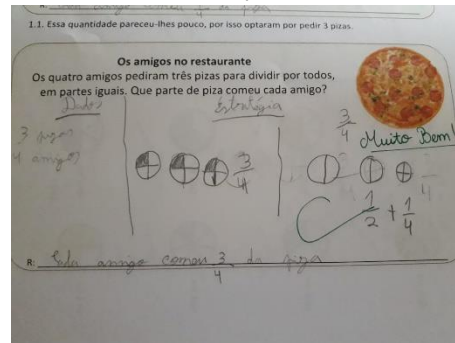 1.1. Essa quantidade pareceu-lhes pouco, por isso optaram por pedir 3 pizas.
Os amigos no restaurante
Os quatro amigos pediram três pizas para dividir por todos,
em partes iguais. Que parte de piza comeu cada amigo?
Dados
Estratégia
3 pizas
4 amigos
3/4
3/4
Muito Bem!
1/2 + 1/4
R: Cada amigo comeu 3/4 da piza